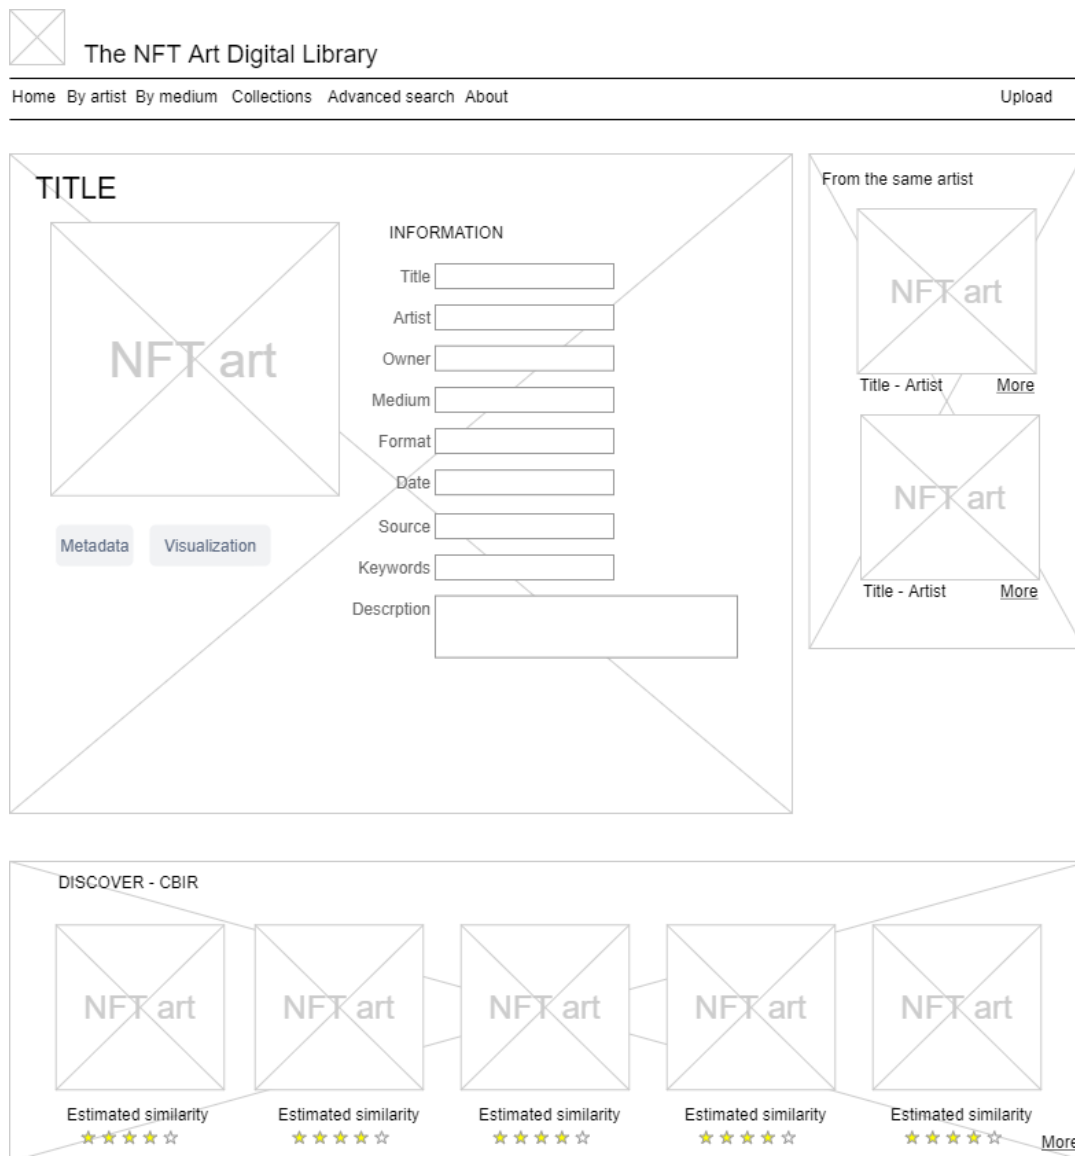 The NFT Art Digital Library
Home By artist By medium Collections Advanced search About Upload
TITLE
NFT art
Metadata Visualization
INFORMATION
Title
Artist
Owner
Medium
Format
Date
Source
Keywords
Descrption
From the same artist
NFT art
Title - Artist More
NFT art
Title - Artist More
DISCOVER - CBIR
NFT art NFT art NFT art NFT art NFT art
Estimated similarity Estimated similarity Estimated similarity Estimated similarity Estimated similarity
More